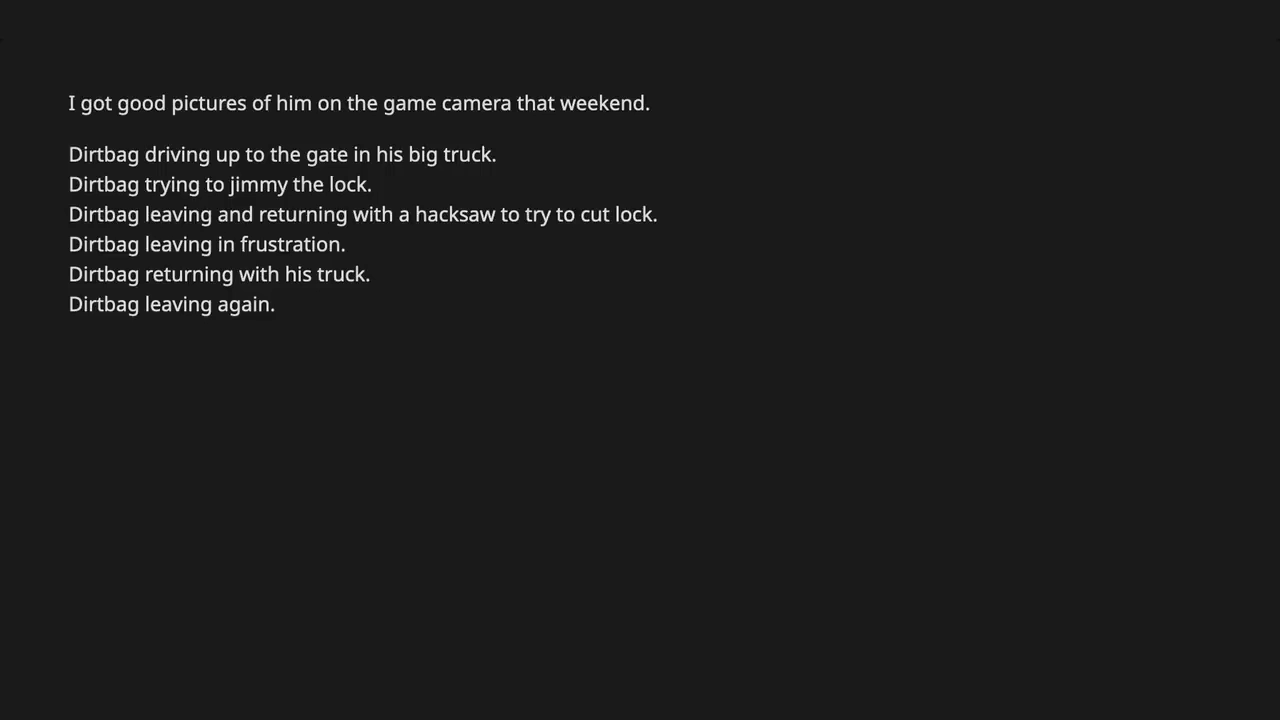 I got good pictures of him on the game camera that weekend.
Dirtbag driving up to the gate in his big truck.
Dirtbag trying to jimmy the lock.
Dirtbag leaving and returning with a hacksaw to try to cut lock.
Dirtbag leaving in frustration.
Dirtbag returning with his truck.
Dirtbag leaving again.